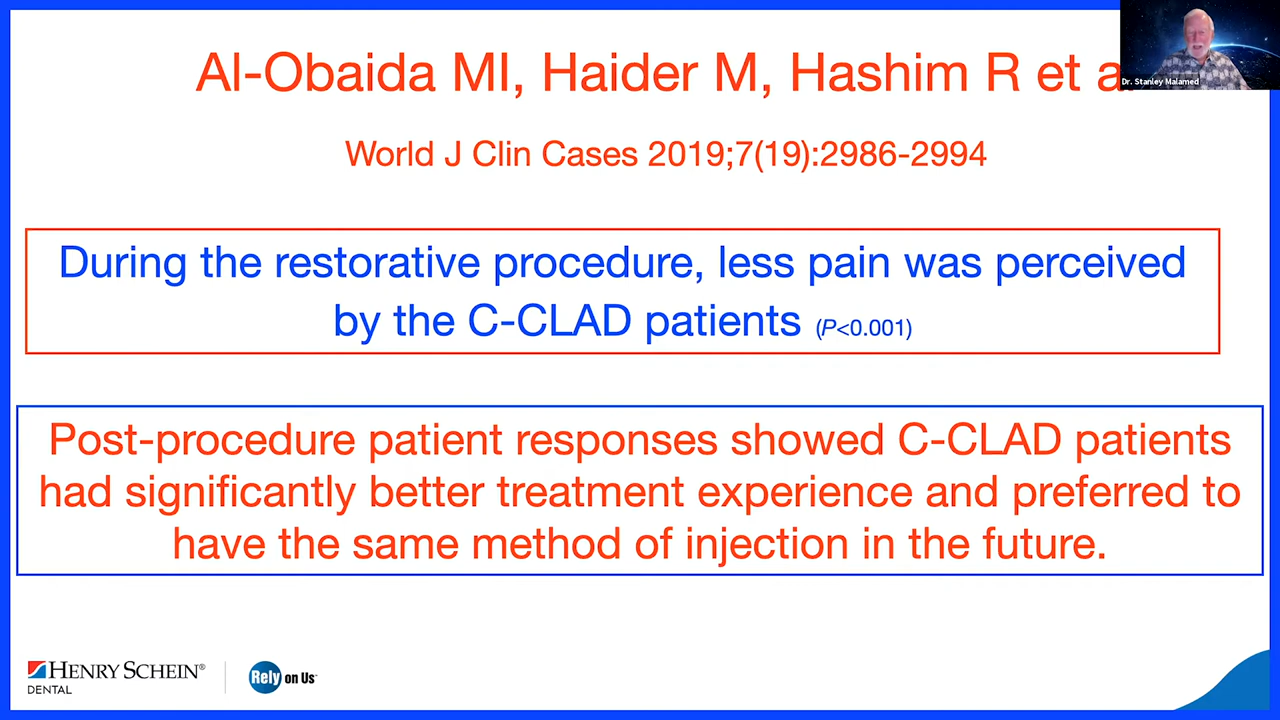 Al-Obaida MI, Haider M, Hashim R et
Dr. Stanley Malamed
World J Clin Cases 2019;7(19):2986-2994
During the restorative procedure, less pain was perceived
by the C-CLAD patients (P<0.001)
Post-procedure patient responses showed C-CLAD patients
had significantly better treatment experience and preferred to
have the same method of injection in the future.
HENRY SCHEIN®
DENTAL
Rely on Us™